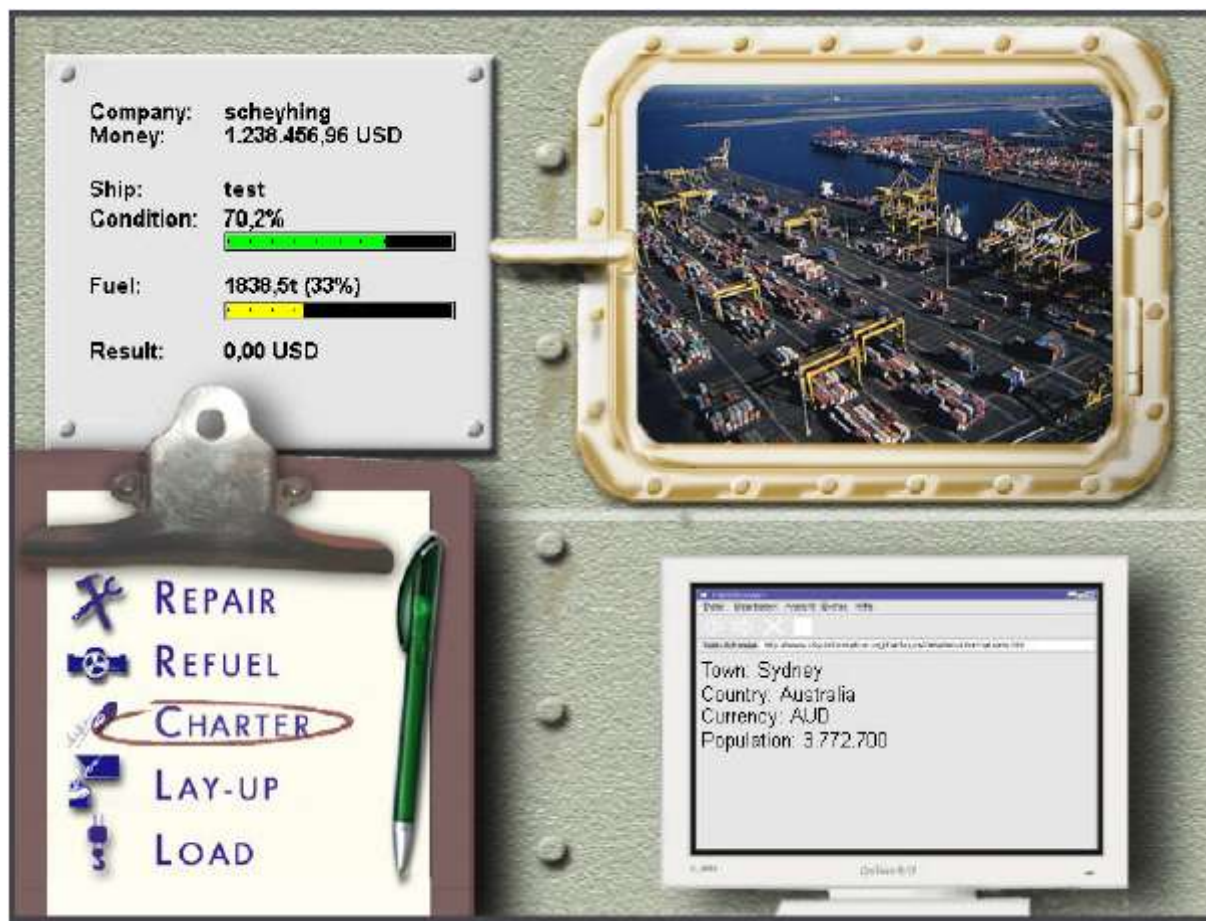 Company: scheyhing
Money: 1.238.456,96 USD
Ship: test
Condition: 70,2%
Fuel: 1838,5t (33%)
Result: 0,00 USD
REPAIR
REFUEL
CHARTER
LAY-UP
LOAD
Town: Sydney
Country: Australia
Currency: AUD
Population: 3.772.700